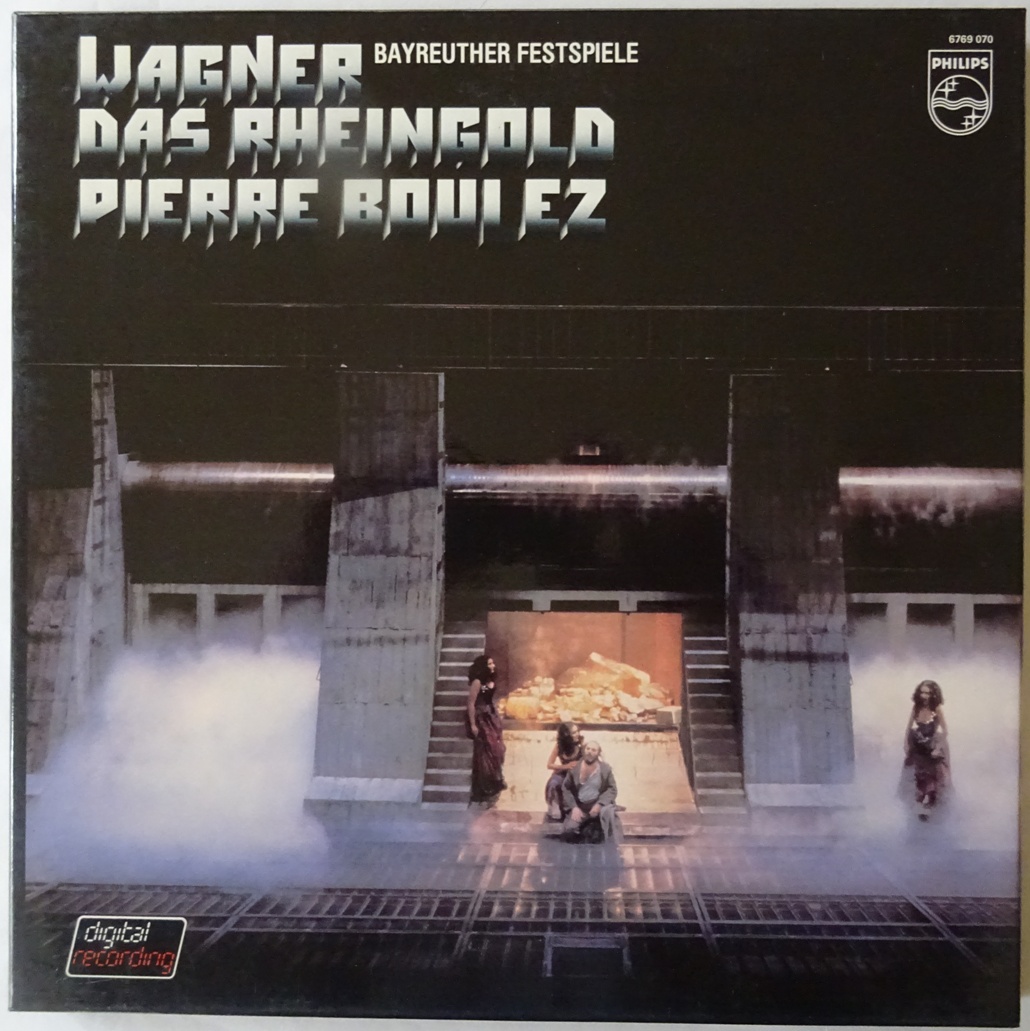 WAGNER BAYREUTHER FESTSPIELE
DAS RHEINGOLD
PIERRE BOULEZ
6769 070
PHILIPS
digital
recording